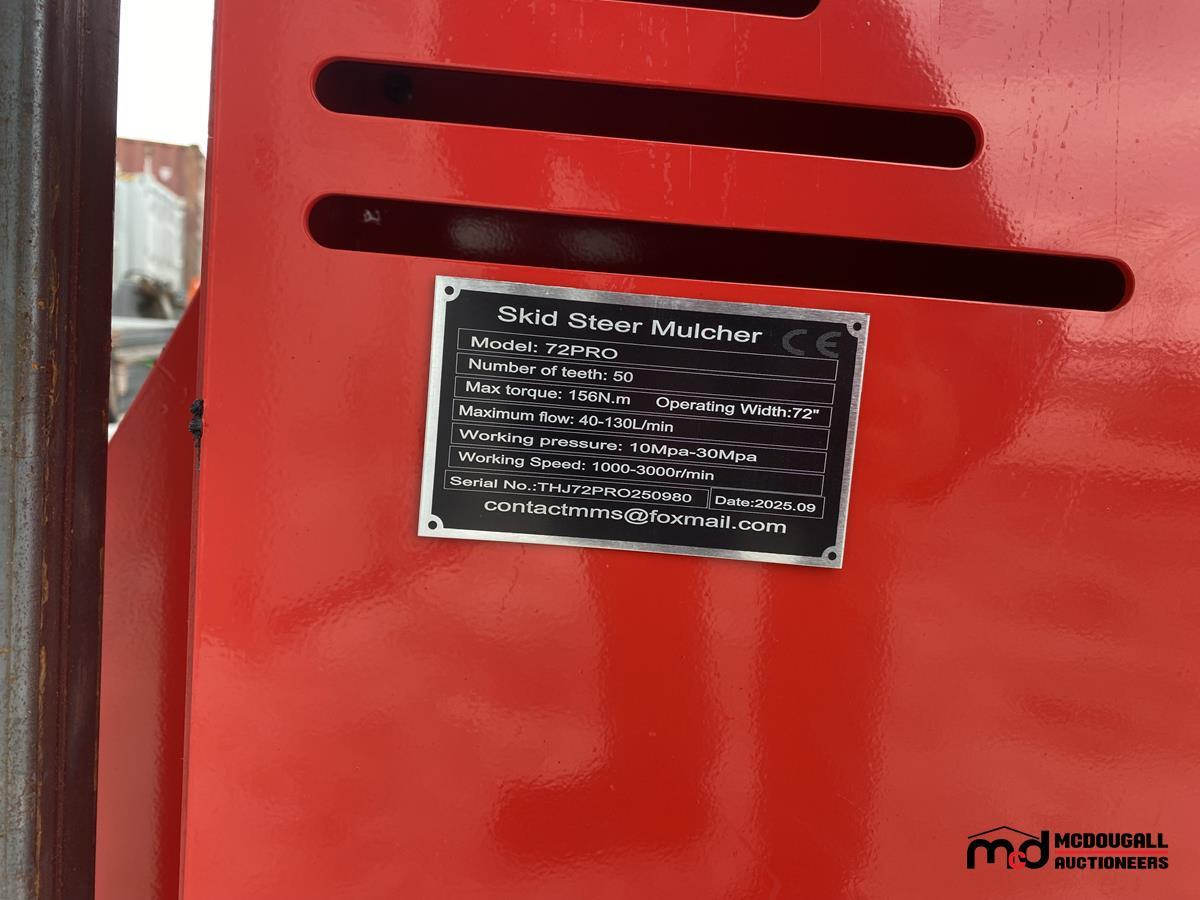 Skid Steer Mulcher CE
Model: 72PRO
Number of teeth: 50
Max torque: 156N.m Operating Width:72"
Maximum flow: 40-130L/min
Working pressure: 10Mpa-30Mpa
Working Speed: 1000-3000r/min
Serial No.:THJ72PRO250980 Date:2025.09
contactmms@foxmail.com
mcd MCDOUGALL
AUCTIONEERS